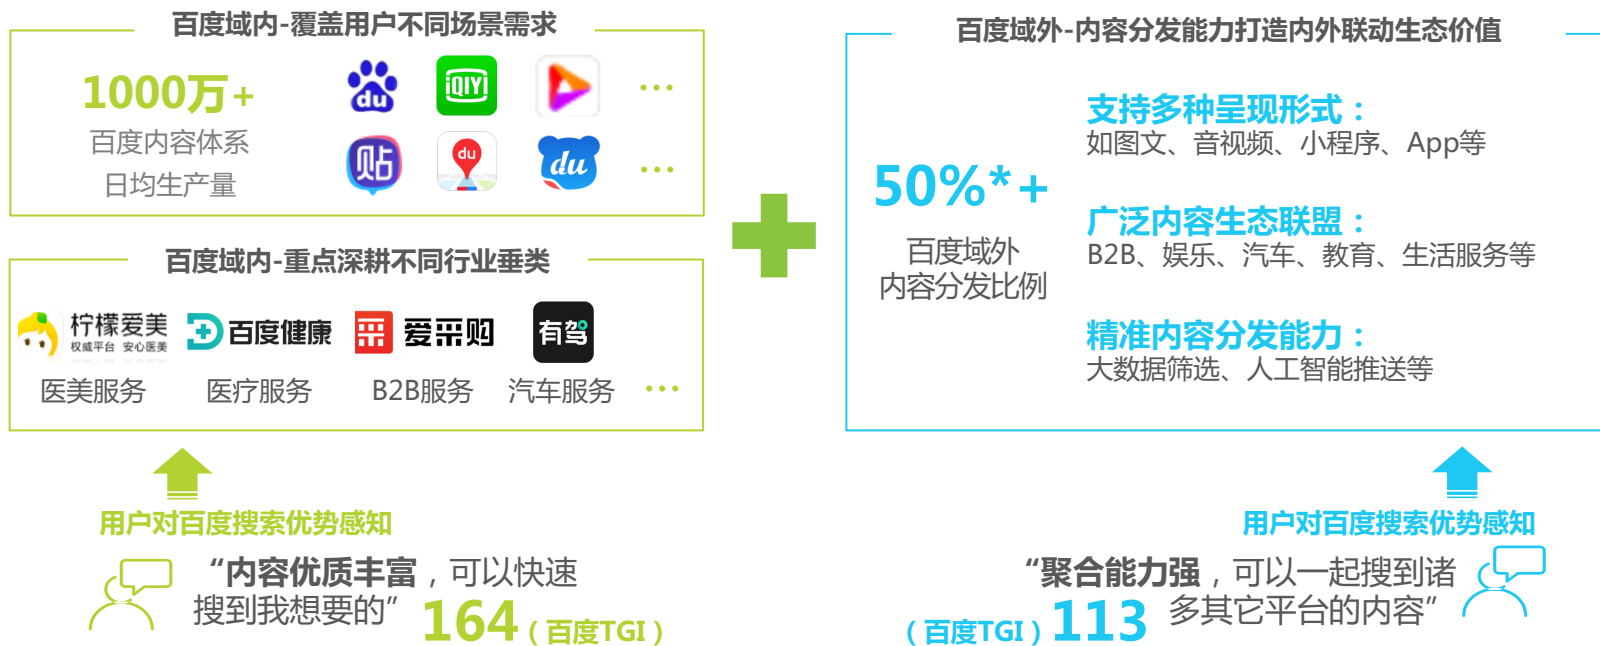 百度域内-覆盖用户不同场景需求
1000万+
百度内容体系
日均生产量
du
iQIYI
…
贴
du
du
…
百度域内-重点深耕不同行业垂类
柠檬爱美
权威平台 安心医美
百度健康
采
爱采购
有驾
医美服务
医疗服务
B2B服务
汽车服务
…
用户对百度搜索优势感知
“内容优质丰富，可以快速
搜到我想要的”
164（百度TGI）
百度域外-内容分发能力打造内外联动生态价值
50%*+
百度域外
内容分发比例
支持多种呈现形式：
如图文、音视频、小程序、App等
广泛内容生态联盟：
B2B、娱乐、汽车、教育、生活服务等
精准内容分发能力：
大数据筛选、人工智能推送等
用户对百度搜索优势感知
“聚合能力强，可以一起搜到诸
多其它平台的内容”
（百度TGI）113